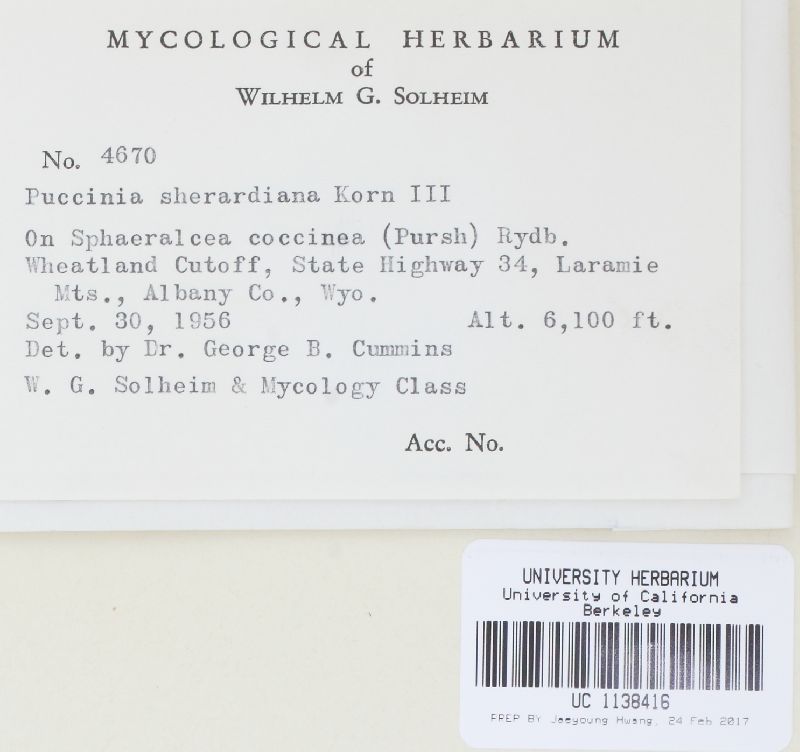 MYCOLOGICAL HERBARIUM
of
WILHELM G. SOLHEIM
No. 4670
Puccinia sherardiana Korn III
On Sphaeralcea coccinea (Pursh) Rydb.
Wheatland Cutoff, State Highway 34, Laramie
Mts., Albany Co., Wyo.
Sept. 30, 1956 Alt. 6,100 ft.
Det. by Dr. George B. Cummins
W. G. Solheim & Mycology Class
Acc. No.
UNIVERSITY HERBARIUM
University of California
Berkeley
UC 1138416
PREP BY Jaeyoung Hwang, 24 Feb 2017